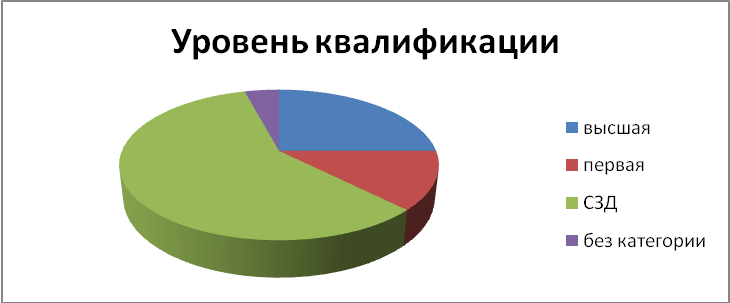 Уровень квалификации
высшая
первая
СЗД
без категории